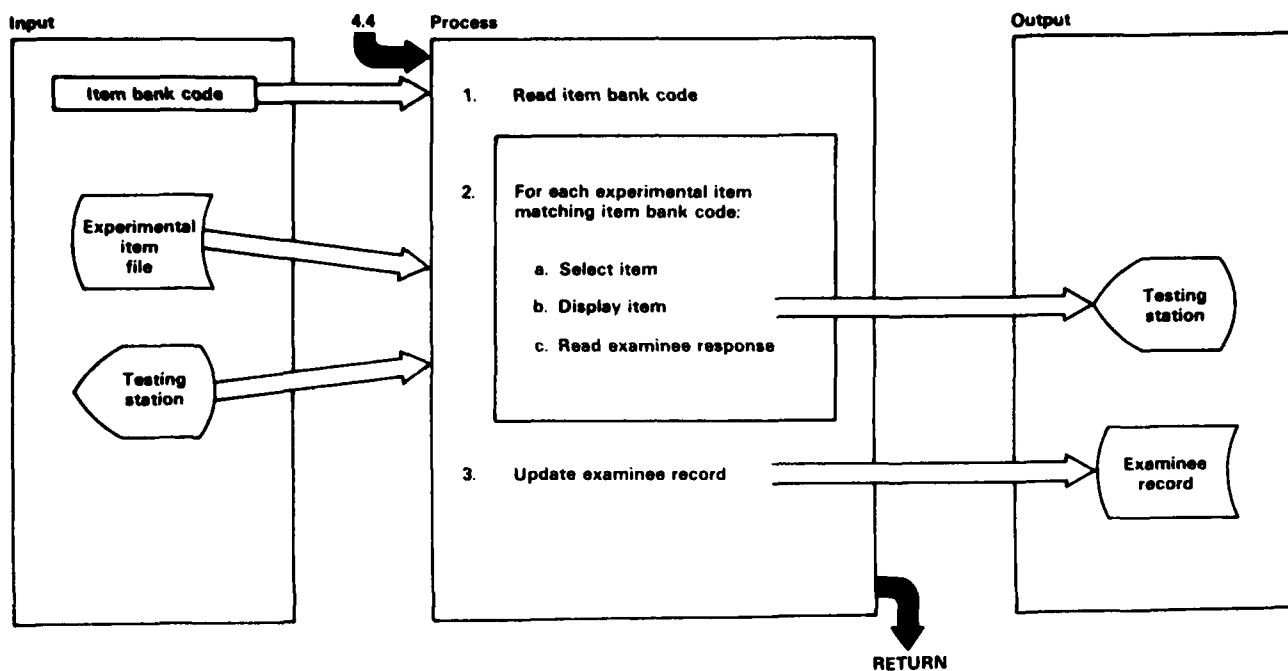 Input
4.4
Process
Output
Item bank code
1. Read item bank code
Experimental
item
file
2. For each experimental item
matching item bank code:
a. Select item
b. Display item
c. Read examinee response
Testing
station
Testing
station
3. Update examinee record
Examinee
record
RETURN